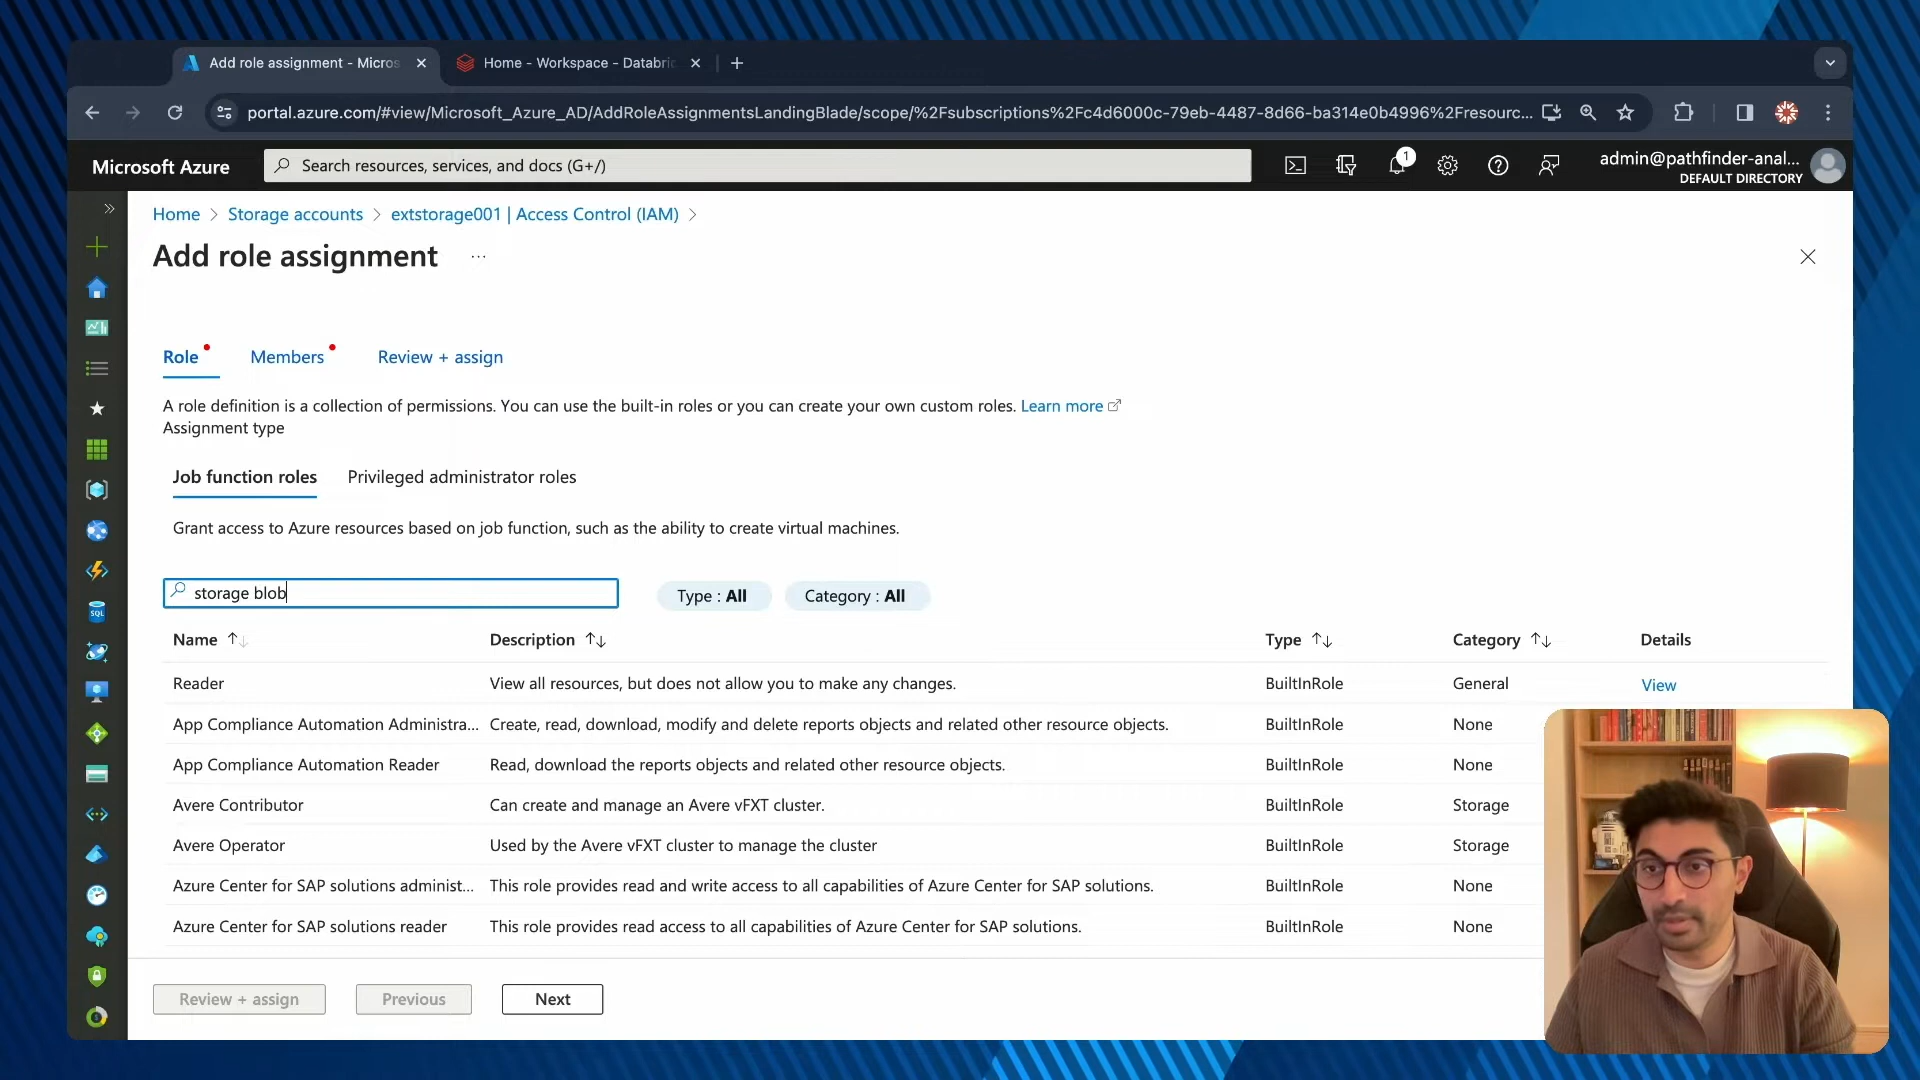 Add role assignment - Micros
Home - Workspace - Databric
portal.azure.com/#view/Microsoft_Azure_AD/AddRoleAssignmentsLandingBlade/scope/%2Fsubscriptions%2Fc4d6000c-79eb-4487-8d66-ba314e0b4996%2Fresourc...
Microsoft Azure
Search resources, services, and docs (G+/)
1
admin@pathfinder-anal...
DEFAULT DIRECTORY
Home > Storage accounts > extstorage001 | Access Control (IAM) >
Add role assignment ...
Role Members Review + assign
A role definition is a collection of permissions. You can use the built-in roles or you can create your own custom roles. Learn more
Assignment type
Job function roles Privileged administrator roles
Grant access to Azure resources based on job function, such as the ability to create virtual machines.
storage blob
Type : All
Category : All
Name Description Type Category Details
Reader View all resources, but does not allow you to make any changes. BuiltInRole General View
App Compliance Automation Administra... Create, read, download, modify and delete reports objects and related other resource objects. BuiltInRole None
App Compliance Automation Reader Read, download the reports objects and related other resource objects. BuiltInRole None
Avere Contributor Can create and manage an Avere vFXT cluster. BuiltInRole Storage
Avere Operator Used by the Avere vFXT cluster to manage the cluster BuiltInRole Storage
Azure Center for SAP solutions administ... This role provides read and write access to all capabilities of Azure Center for SAP solutions. BuiltInRole None
Azure Center for SAP solutions reader This role provides read access to all capabilities of Azure Center for SAP solutions. BuiltInRole None
Review + assign Previous Next
SQL